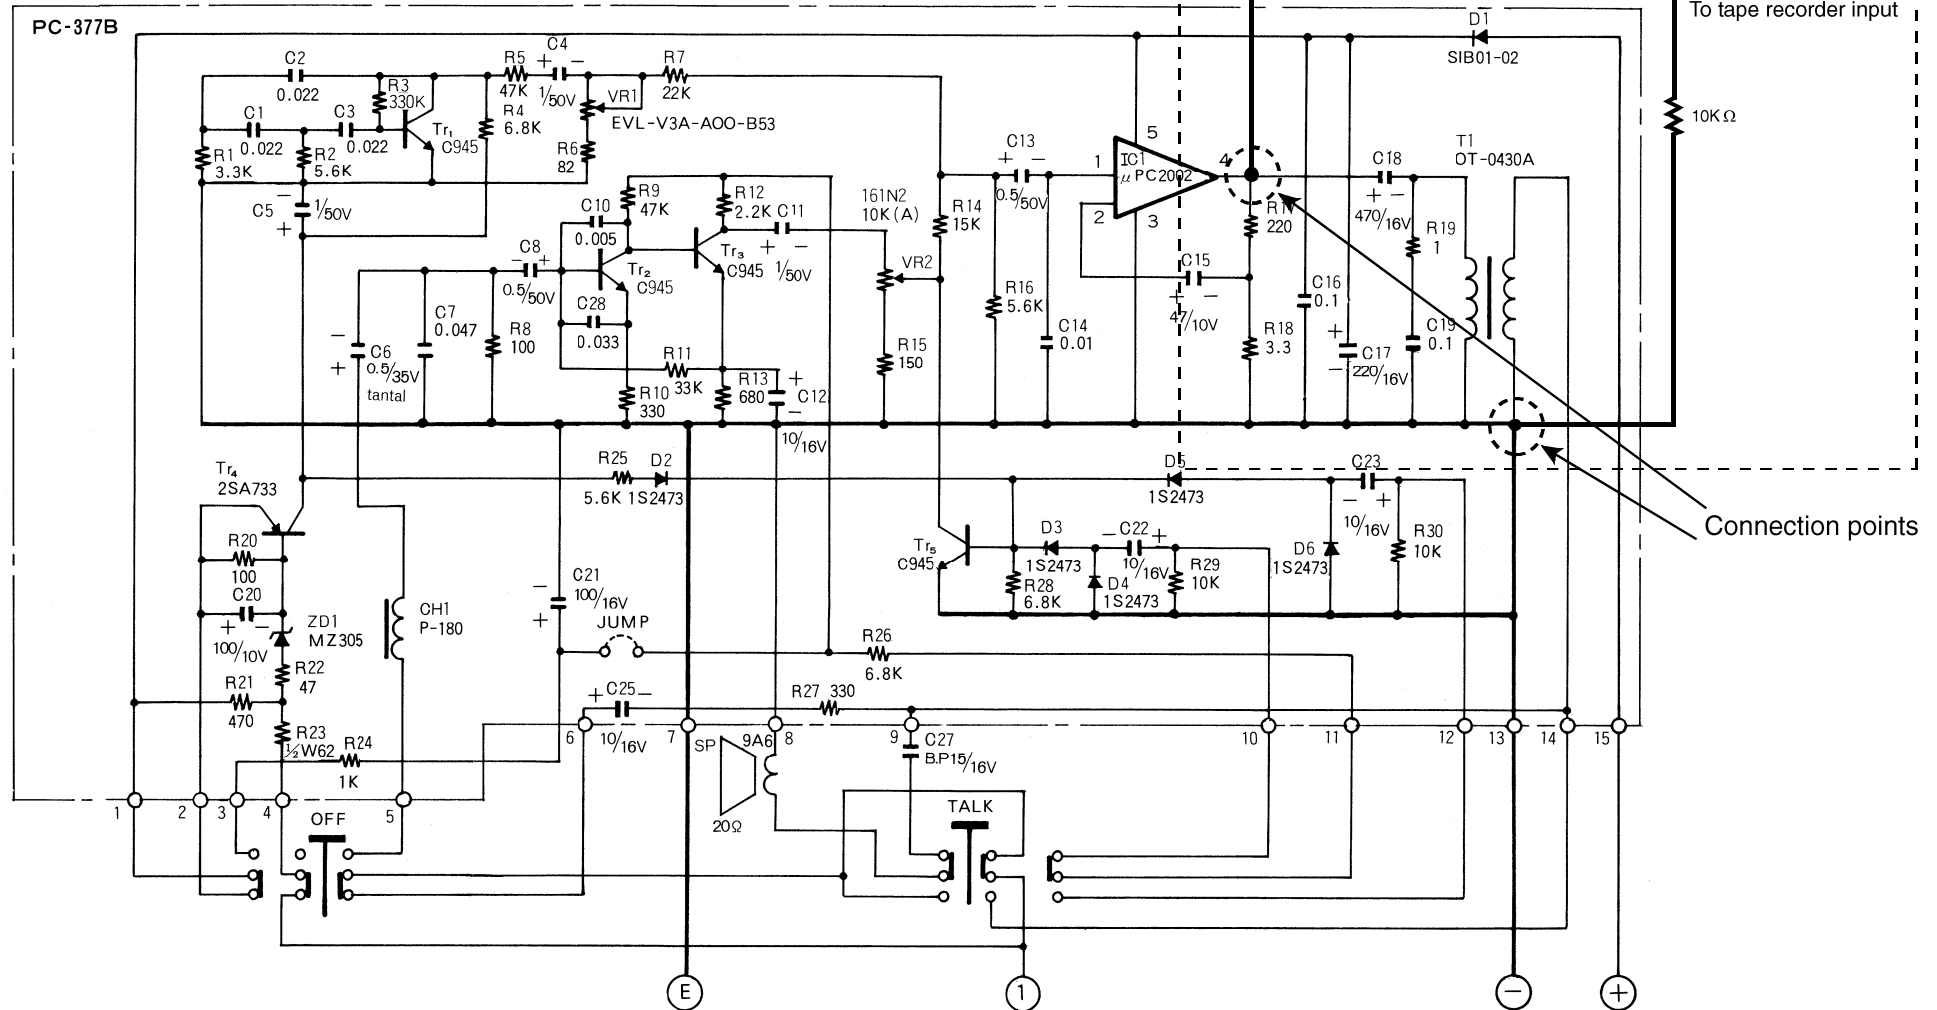 To tape recorder input
PC-377B
D1
SIB01-02
C2
0.022
R3
330K
R5
47K
C4
+ −
1/50V
R7
22K
VR1
EVL-V3A-AOO-B53
R4
6.8K
C1
0.022
C3
0.022
Tr1
C945
R1
3.3K
R2
5.6K
R6
82
10KΩ
C5
−
+
1/50V
R9
47K
R12
2.2K
C10
0.005
C11
+ −
1/50V
161N2
10K(A)
VR2
R14
15K
C13
+ −
0.5/50V
IC1
μPC2002
1
2
3
4
5
R17
220
C18
+ −
470/16V
T1
OT-0430A
R19
1
C8
− +
0.5/50V
Tr2
C945
Tr3
C945
C28
0.033
C7
0.047
R8
100
C6
−
+
0.5/35V
tantal
R11
33K
R10
330
R13
680
C12
+
−
10/16V
R15
150
R16
5.6K
C14
0.01
C15
+ −
47/10V
R18
3.3
C16
0.1
C17
+
−
220/16V
C19
0.1
Tr4
2SA733
R25
5.6K
D2
1S2473
D5
1S2473
C23
− +
10/16V
Connection points
R20
100
C20
+ −
100/10V
ZD1
MZ305
R22
47
R21
470
R23
1/2W62
R24
1K
CH1
P-180
C21
−
+
100/16V
JUMP
Tr5
C945
D3
1S2473
C22
− +
10/16V
R28
6.8K
D4
1S2473
R29
10K
D6
1S2473
R30
10K
R26
6.8K
C25
+ −
10/16V
R27 330
6
7
8
9
10
11
12
13
14
15
SP
9A6
20Ω
C27
B.P15/16V
1
2
3
4
5
OFF
TALK
E
1
−
+